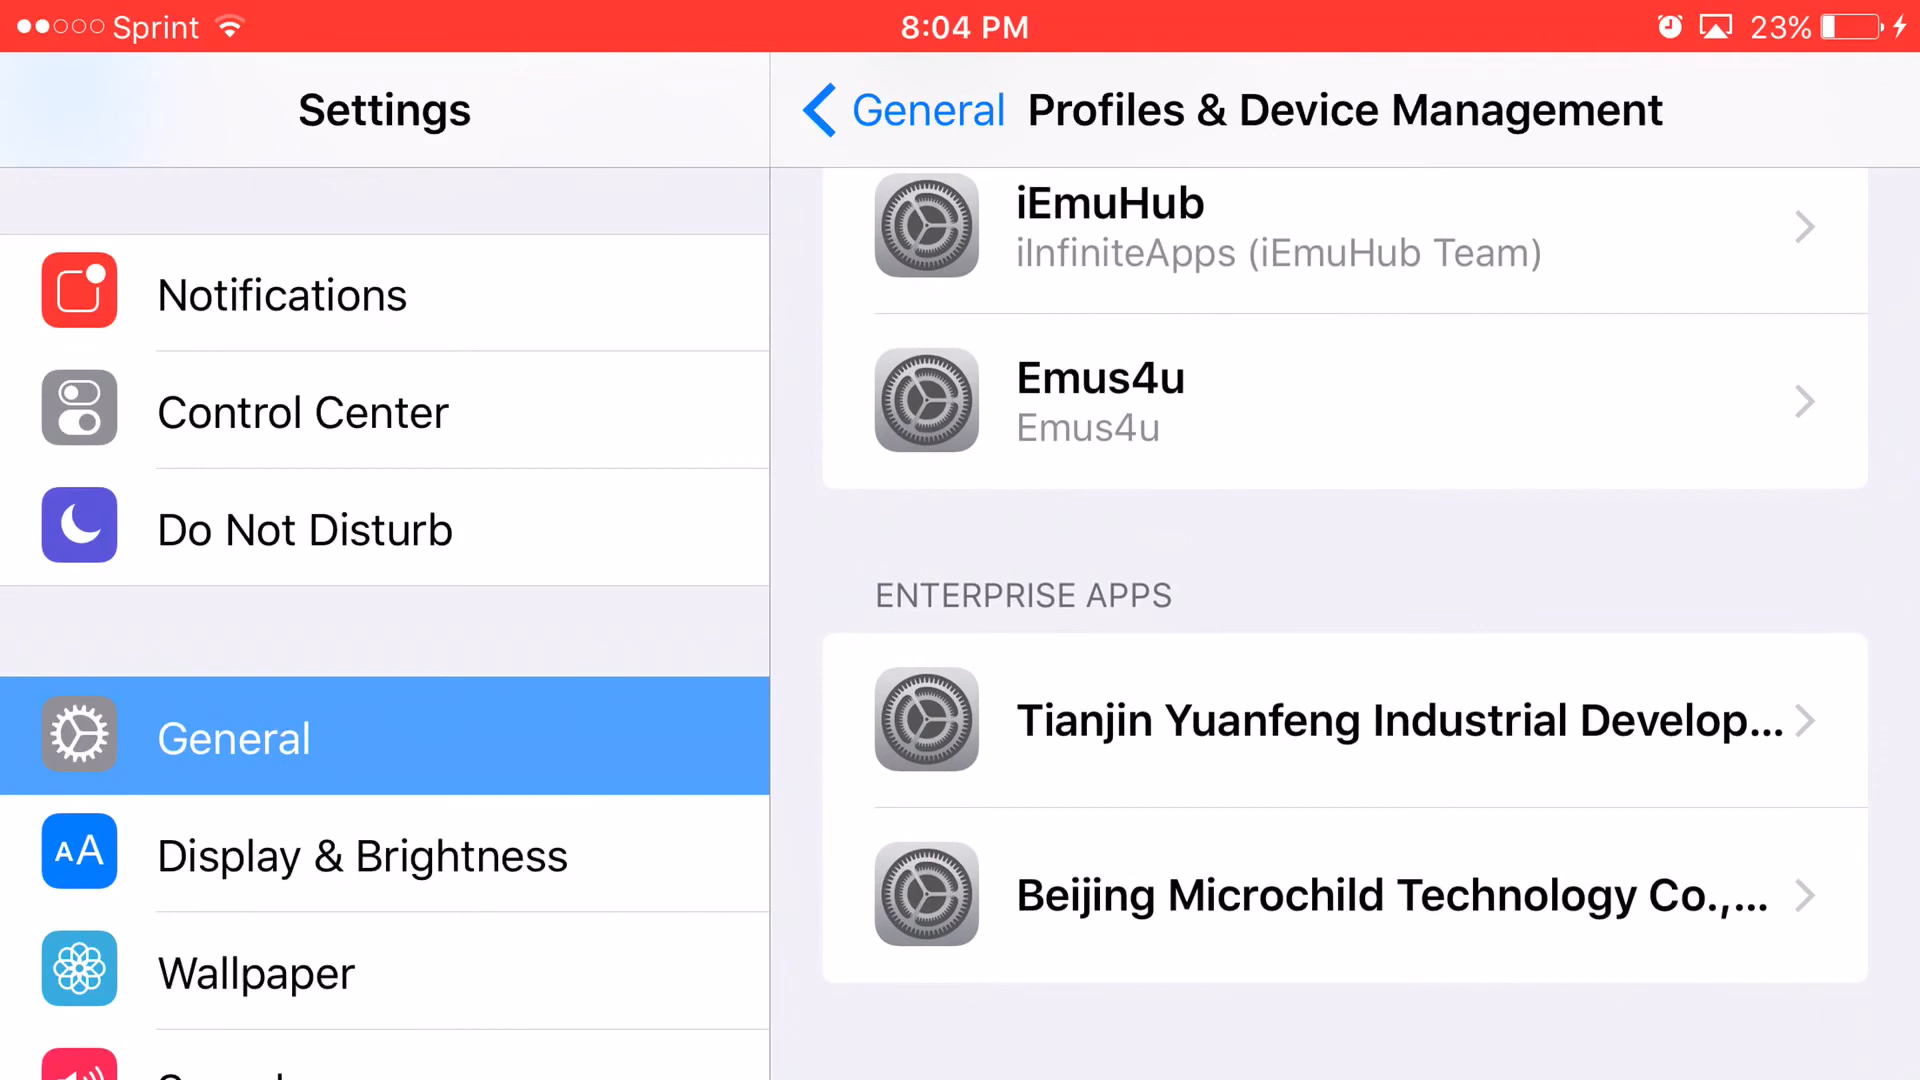 Sprint
8:04 PM
23%
Settings
General
Profiles & Device Management
Notifications
Control Center
Do Not Disturb
General
Display & Brightness
Wallpaper
iEmuHub
iInfiniteApps (iEmuHub Team)
Emus4u
Emus4u
ENTERPRISE APPS
Tianjin Yuanfeng Industrial Develop...
Beijing Microchild Technology Co.,...